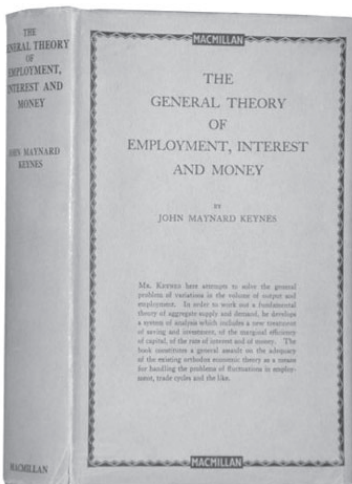 THE
GENERAL THEORY
OF
EMPLOYMENT,
INTEREST AND
MONEY
JOHN MAYNARD
KEYNES
MACMILLAN
MACMILLAN
THE
GENERAL THEORY
OF
EMPLOYMENT, INTEREST
AND MONEY
BY
JOHN MAYNARD KEYNES
MR. KEYNES here attempts to solve the general
problem of variations in the volume of output and
employment. In order to work out a fundamental
theory of aggregate supply and demand, he develops
a system of analysis which includes a new treatment
of saving and investment, of the marginal efficiency
of capital, of the rate of interest and of money. The
book constitutes a general assault on the adequacy
of the existing orthodox economic theory as a means
for handling the problems of fluctuations in employ-
ment, trade cycles and the like.
MACMILLAN